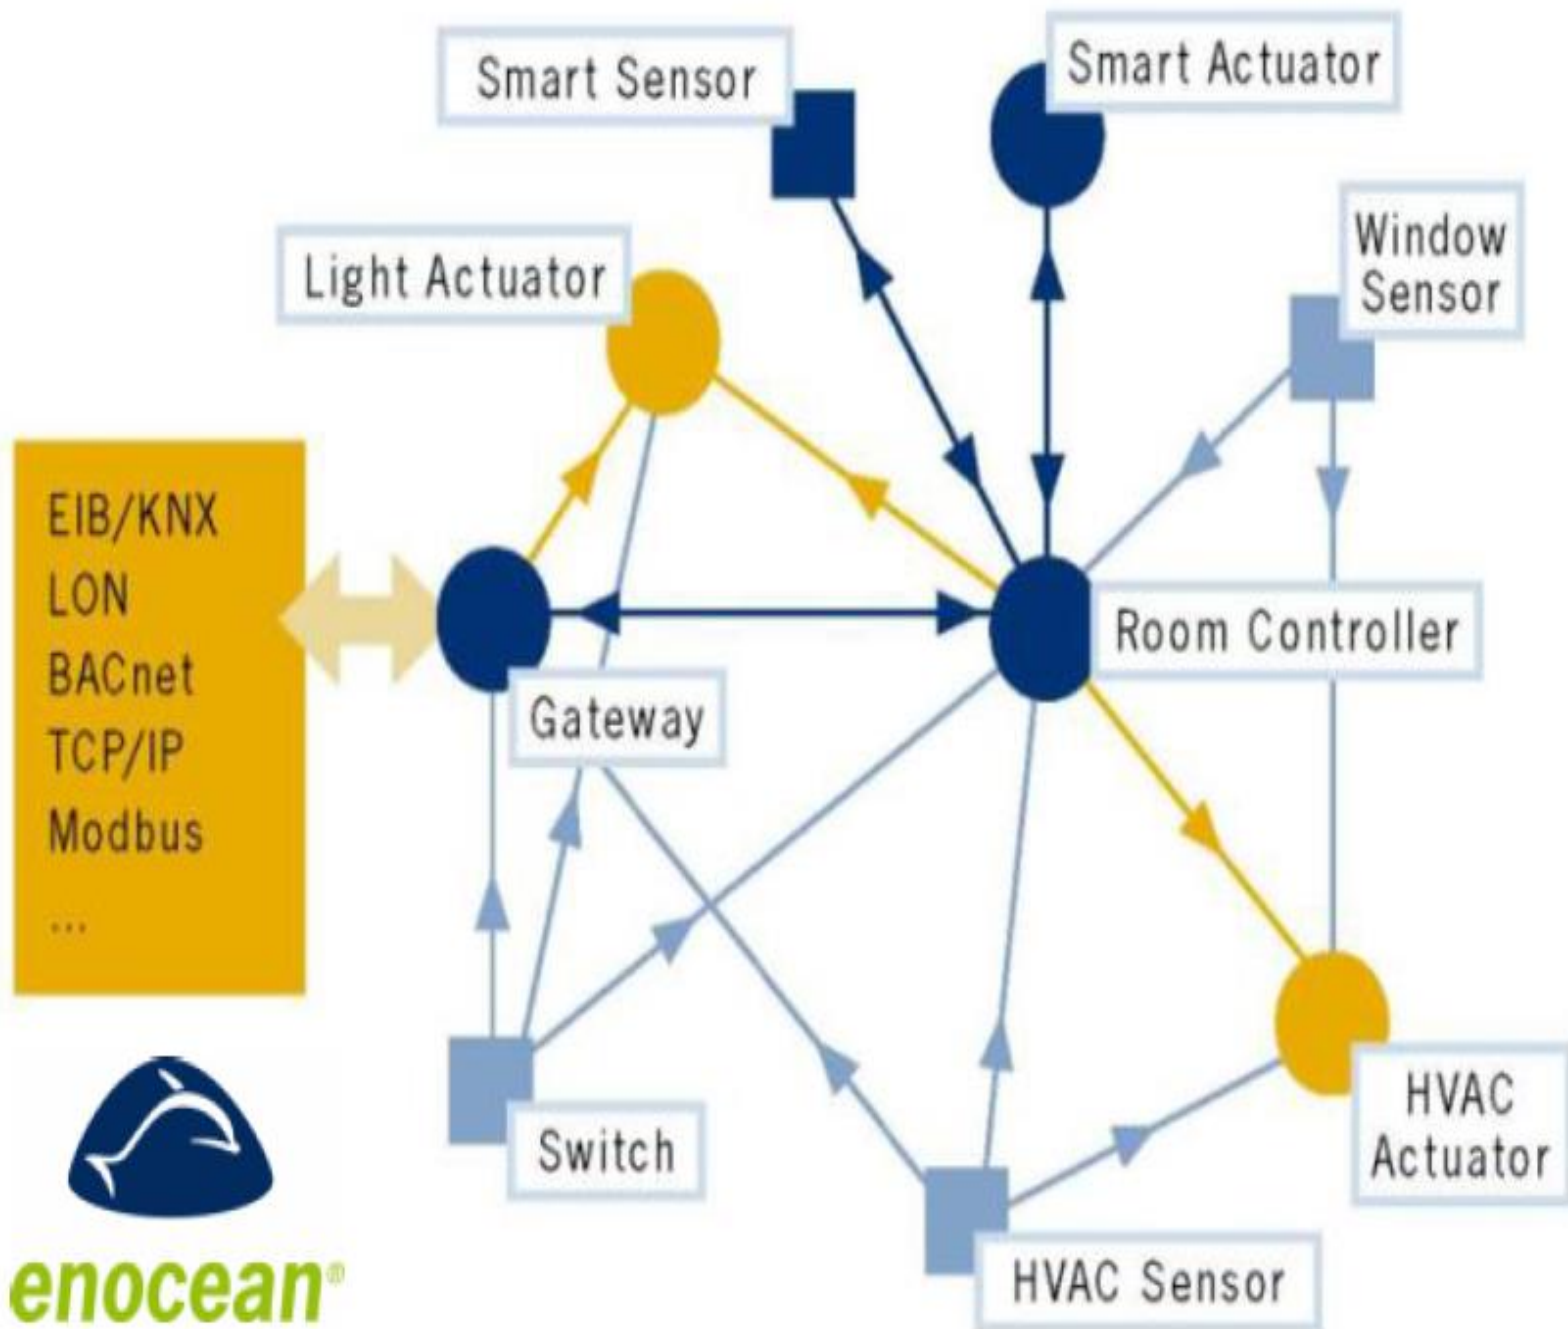 Smart Sensor
Smart Actuator
Window
Sensor
Light Actuator
EIB/KNX
LON
BACnet
TCP/IP
Modbus
...
Room Controller
Gateway
Switch
HVAC
Actuator
HVAC Sensor
enocean®